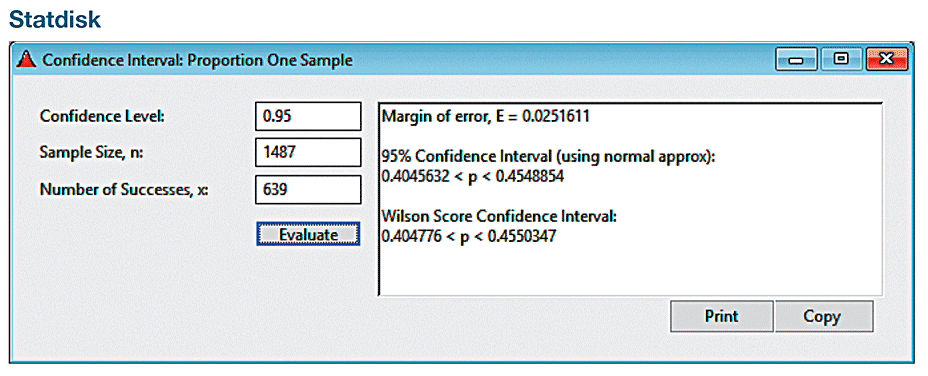 Statdisk
Confidence Interval: Proportion One Sample
Confidence Level:
0.95
Sample Size, n:
1487
Number of Successes, x:
639
Evaluate
Margin of error, E = 0.0251611
95% Confidence Interval (using normal approx):
0.4045632 < p < 0.4548854
Wilson Score Confidence Interval:
0.404776 < p < 0.4550347
Print
Copy